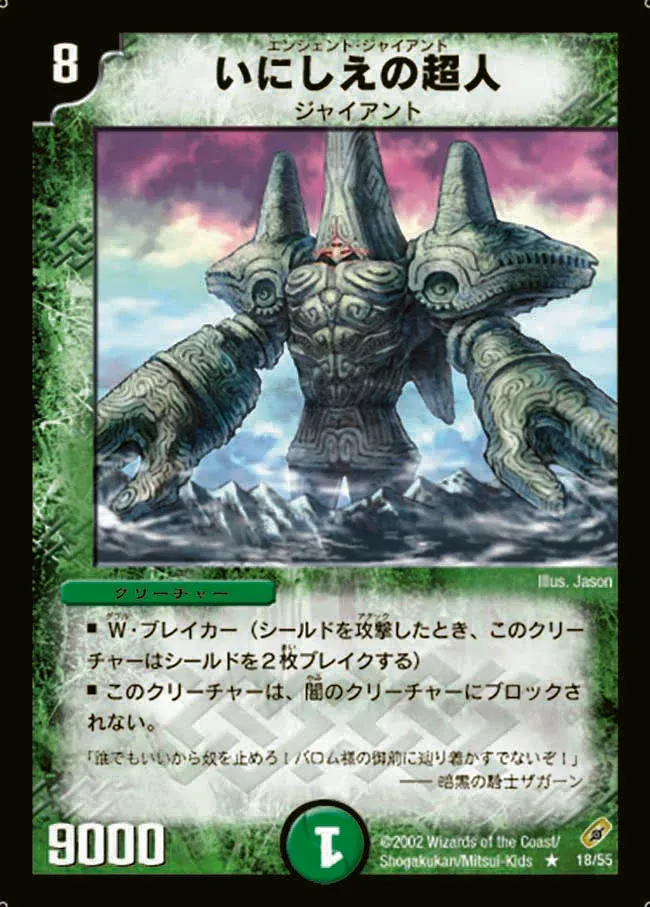 8
エンシェント・ジャイアント
いにしえの超人
ジャイアント
Illus. Jason
クリーチャー
■ W・ブレイカー（シールドを攻撃したとき、このクリー
チャーはシールドを2枚ブレイクする）
■ このクリーチャーは、闇のクリーチャーにブロックさ
れない。
「誰でもいいから奴を止めろ！バロム様の御前に辿り着かすでないぞ！」
—— 暗黒の騎士ザガーン
9000
1
©2002 Wizards of the Coast/
Shogakukan/Mitsui-Kids ★ 18/55